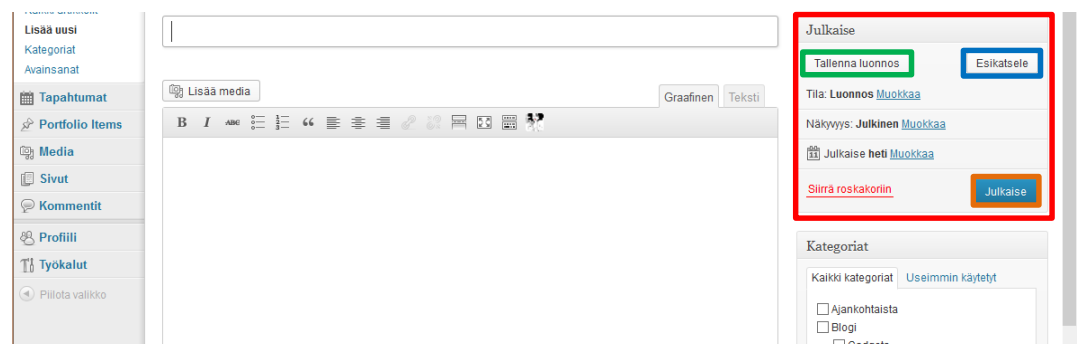 Lisää uusi
Kategoriat
Avainsanat
Tapahtumat
Portfolio Items
Media
Sivut
Kommentit
Profiili
Työkalut
Piilota valikko
Lisää media
Graafinen Teksti
B I ABC
Julkaise
Tallenna luonnos Esikatsele
Tila: Luonnos Muokkaa
Näkyvyys: Julkinen Muokkaa
11 Julkaise heti Muokkaa
Siirrä roskakoriin Julkaise
Kategoriat
Kaikki kategoriat Useimmin käytetyt
Ajankohtaista
Blogi